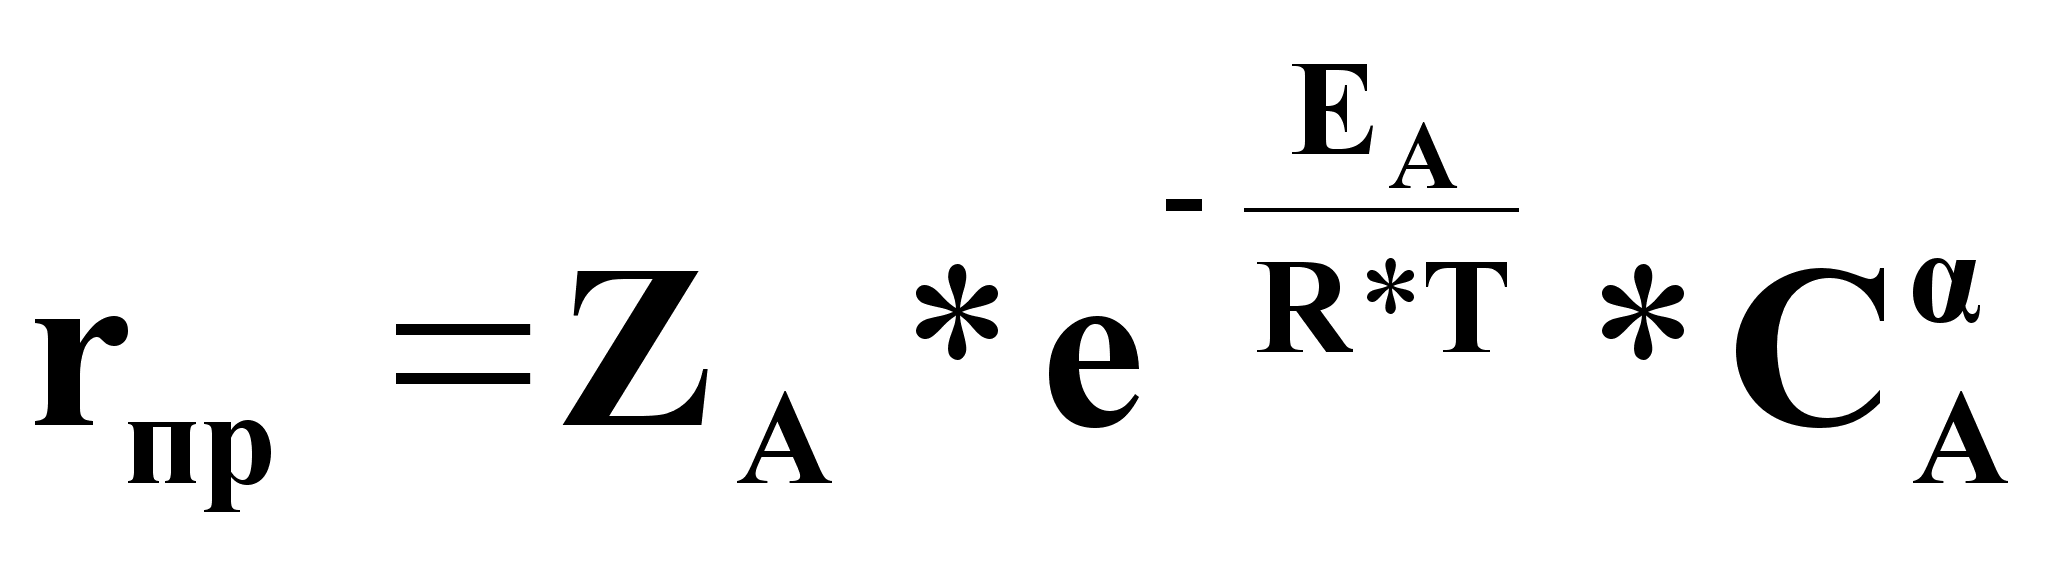 r_пр = Z_A * e^(-E_A/(R*T)) * C_A^α